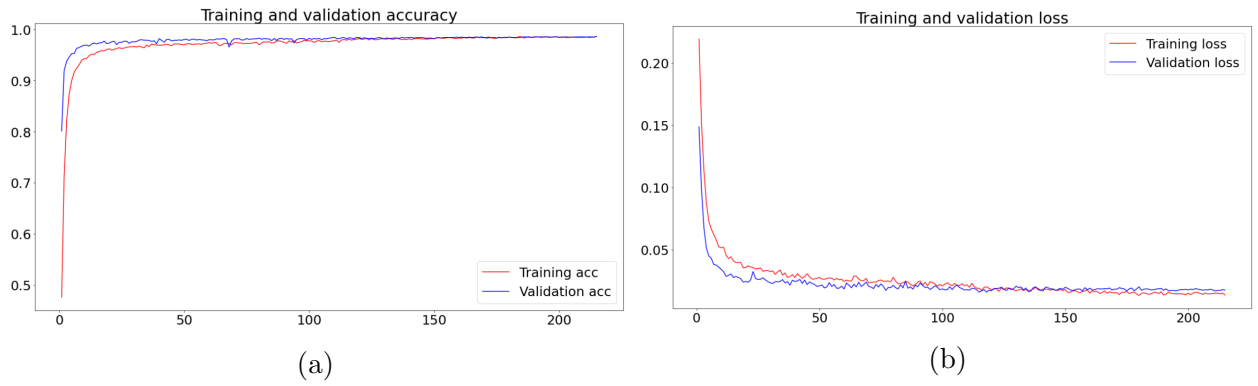 Training and validation accuracy
1.0
0.9
0.8
0.7
0.6
0.5
Training acc
Validation acc
0
50
100
150
200
(a)
Training and validation loss
0.20
0.15
0.10
0.05
Training loss
Validation loss
0
50
100
150
200
(b)